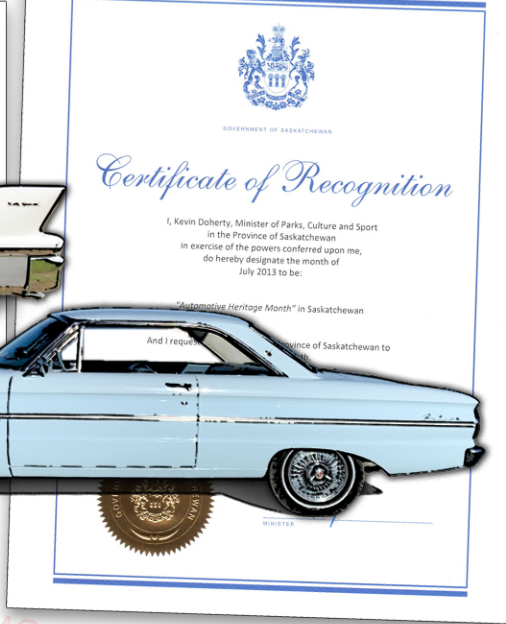 GOVERNMENT OF SASKATCHEWAN
Certificate of Recognition
I, Kevin Doherty, Minister of Parks, Culture and Sport
in the Province of Saskatchewan
in exercise of the powers conferred upon me,
do hereby designate the month of
July 2013 to be:
"Automotive Heritage Month" in Saskatchewan
And I reques
ovince of Saskatchewan to
MINISTER